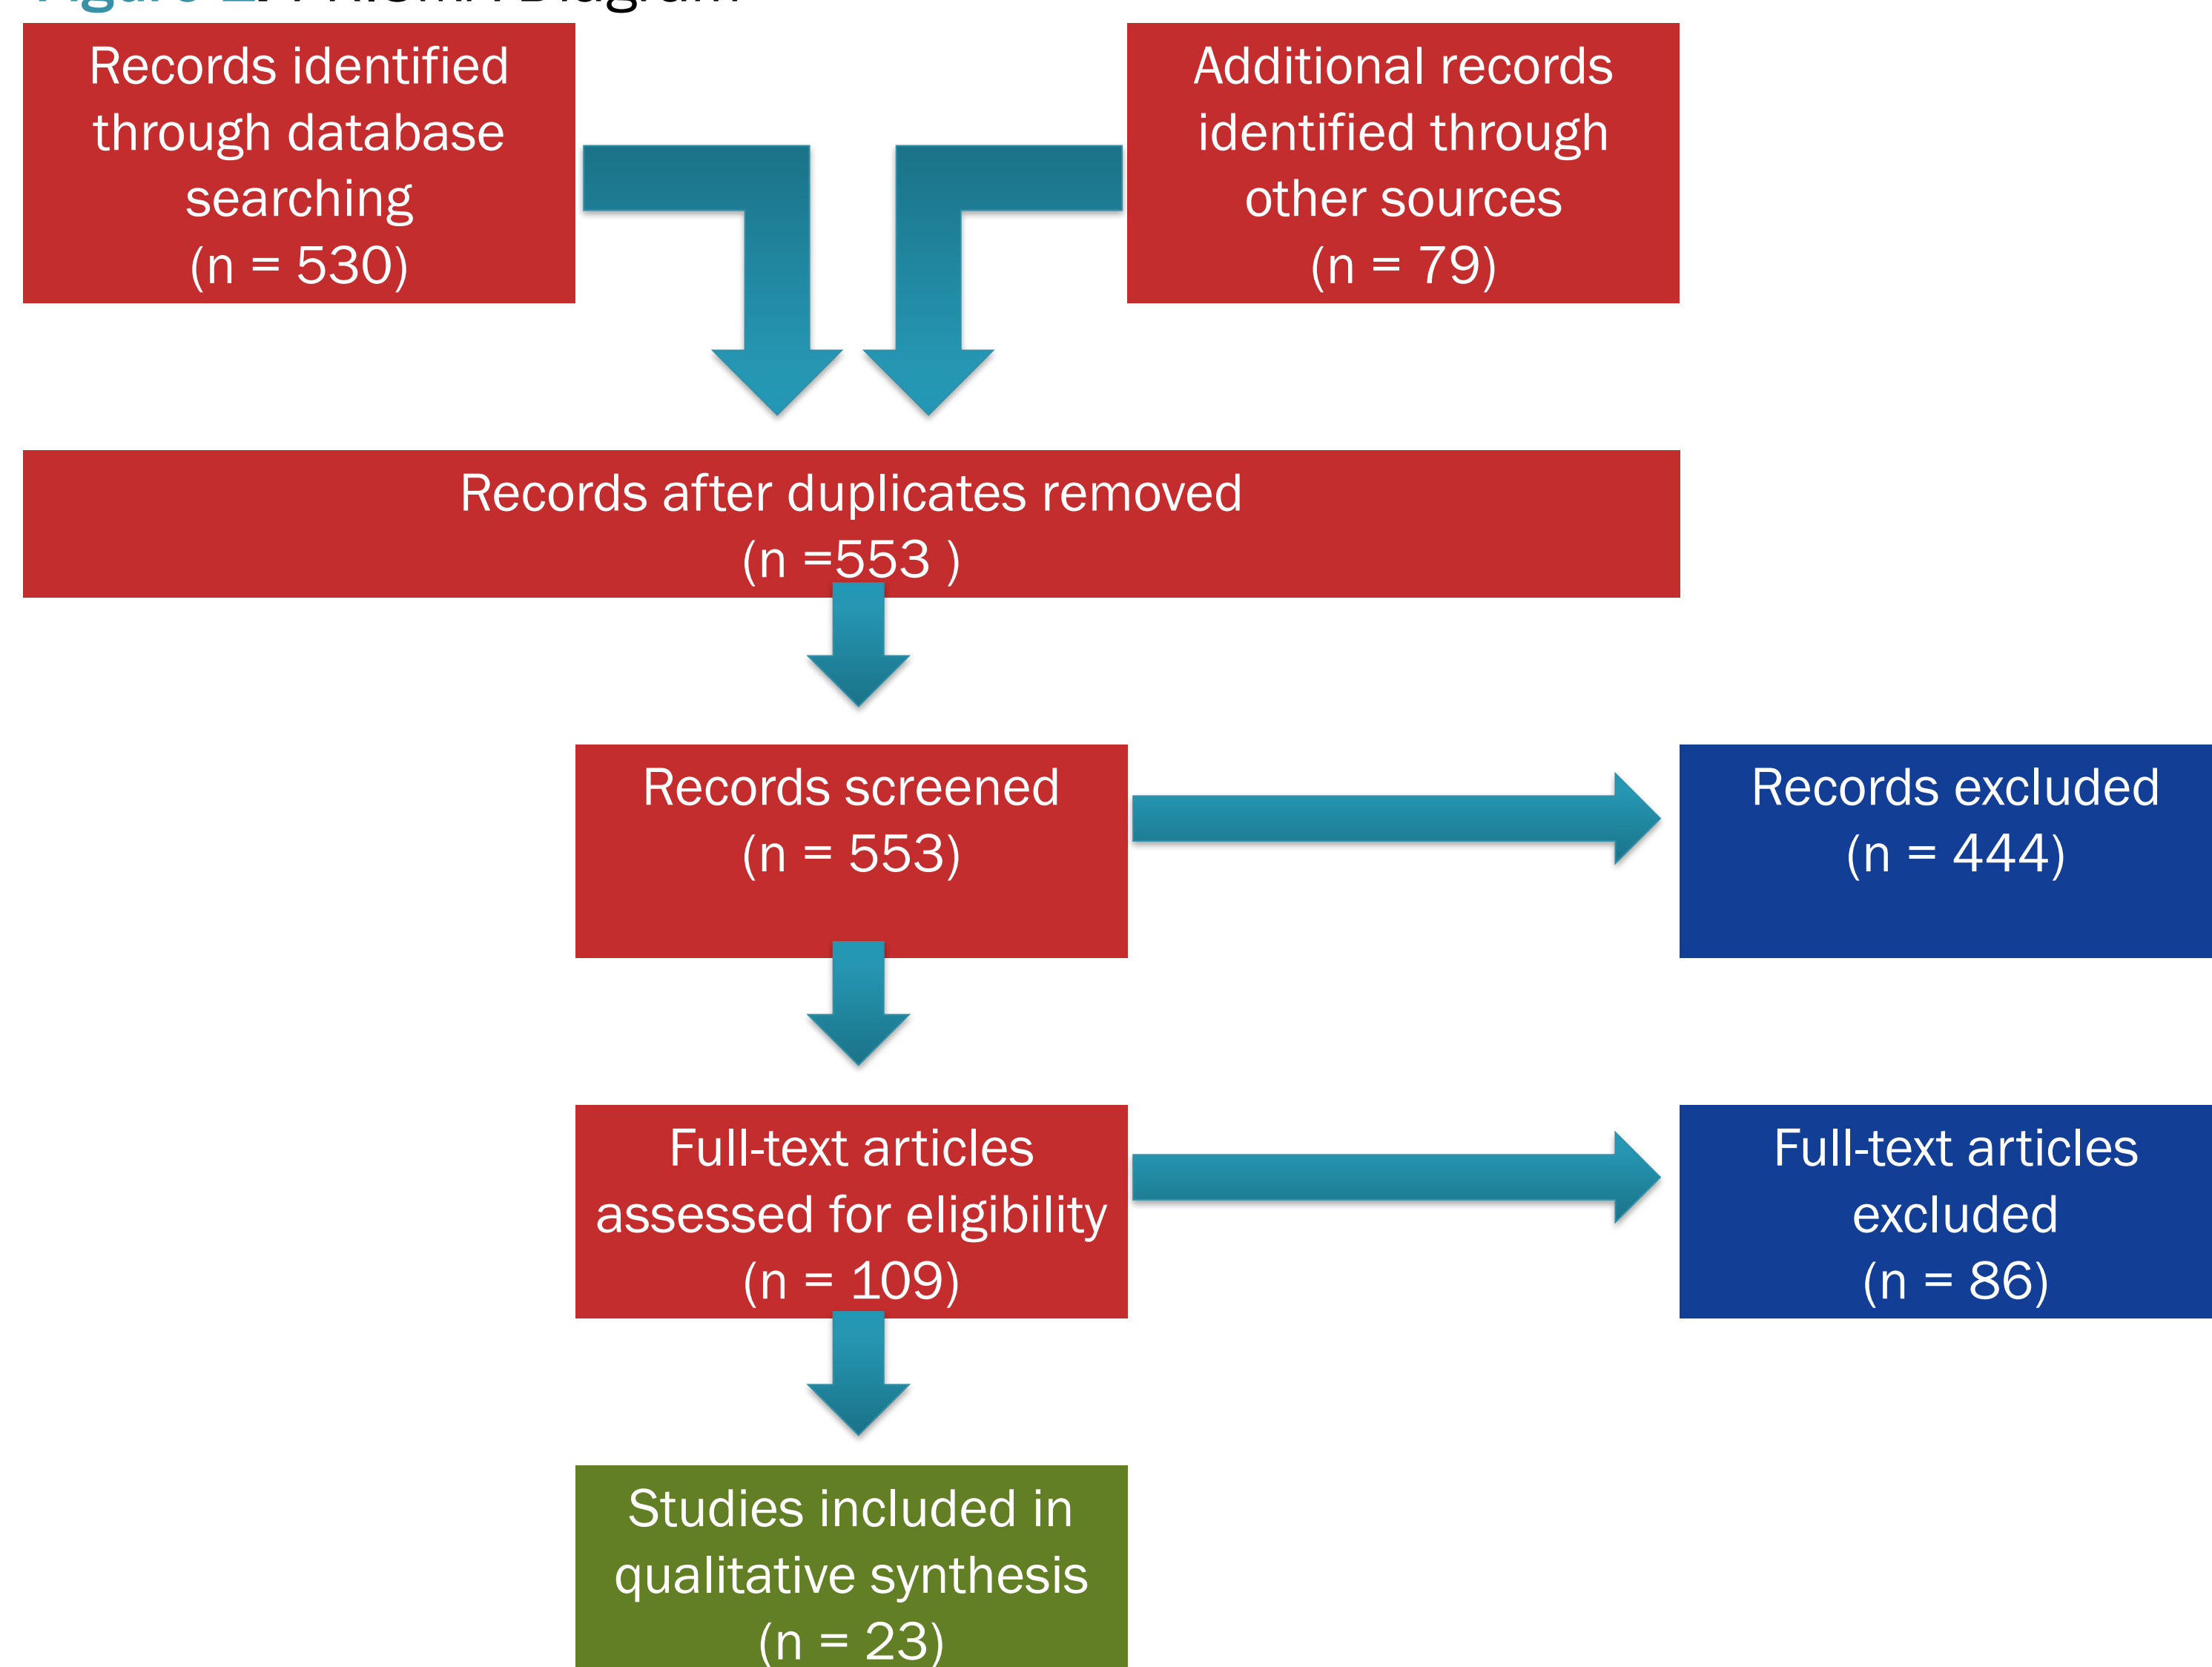 Records identified
through database
searching
(n = 530)
Additional records
identified through
other sources
(n = 79)
Records after duplicates removed
(n =553 )
Records screened
(n = 553)
Records excluded
(n = 444)
Full-text articles
assessed for eligibility
(n = 109)
Full-text articles
excluded
(n = 86)
Studies included in
qualitative synthesis
(n = 23)